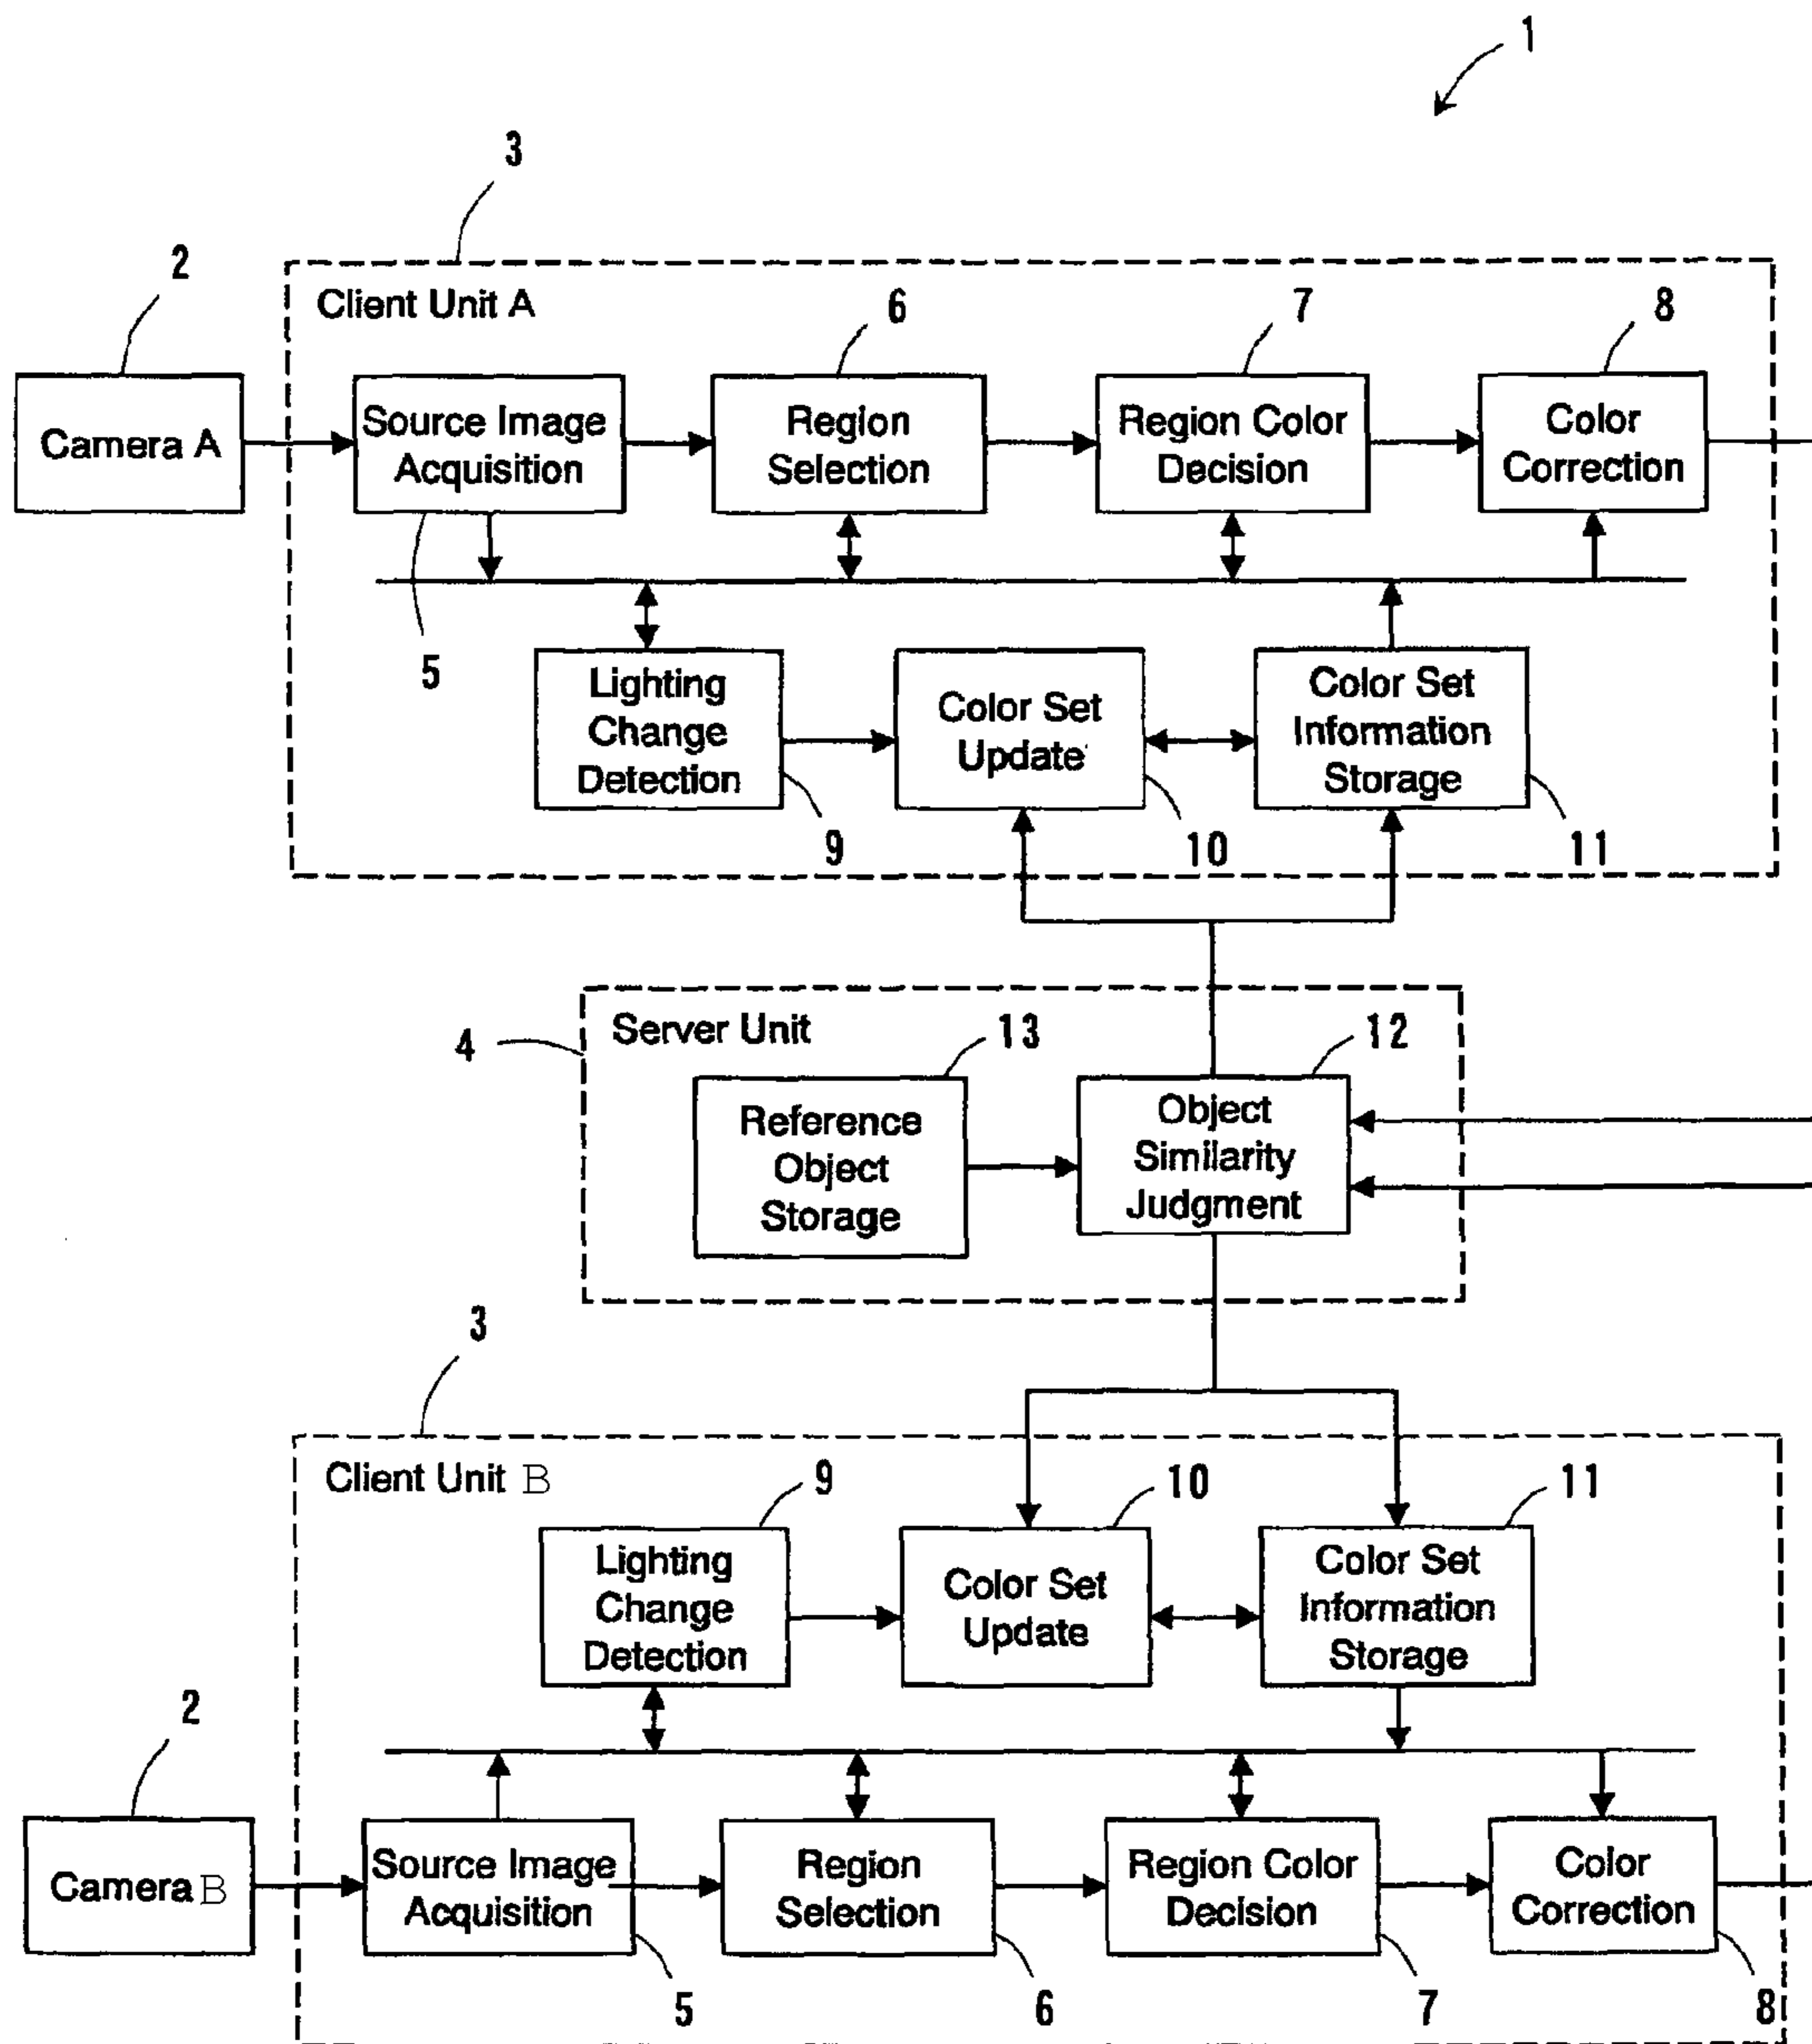 1
3
2
Client Unit A
6
7
8
Camera A
Source Image
Acquisition
Region
Selection
Region Color
Decision
Color
Correction
5
Lighting
Change
Detection
Color Set
Update
Color Set
Information
Storage
9
10
11
4
Server Unit
13
12
Reference
Object
Storage
Object
Similarity
Judgment
3
Client Unit B
9
10
11
Lighting
Change
Detection
Color Set
Update
Color Set
Information
Storage
2
Camera B
Source Image
Acquisition
Region
Selection
Region Color
Decision
Color
Correction
5
6
7
8